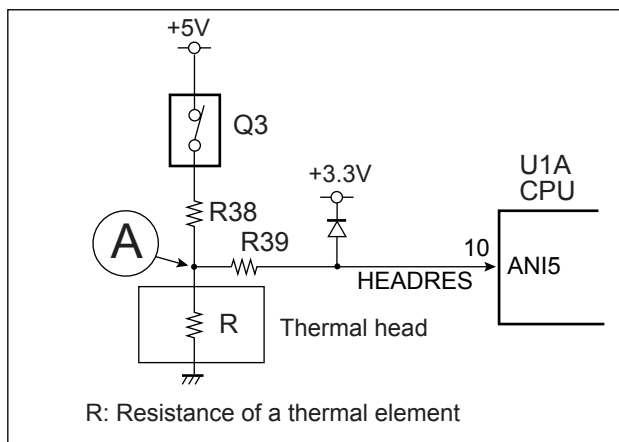 +5V
Q3
+3.3V
U1A
CPU
R38
A
R39
10
ANI5
HEADRES
R
Thermal head
R: Resistance of a thermal element